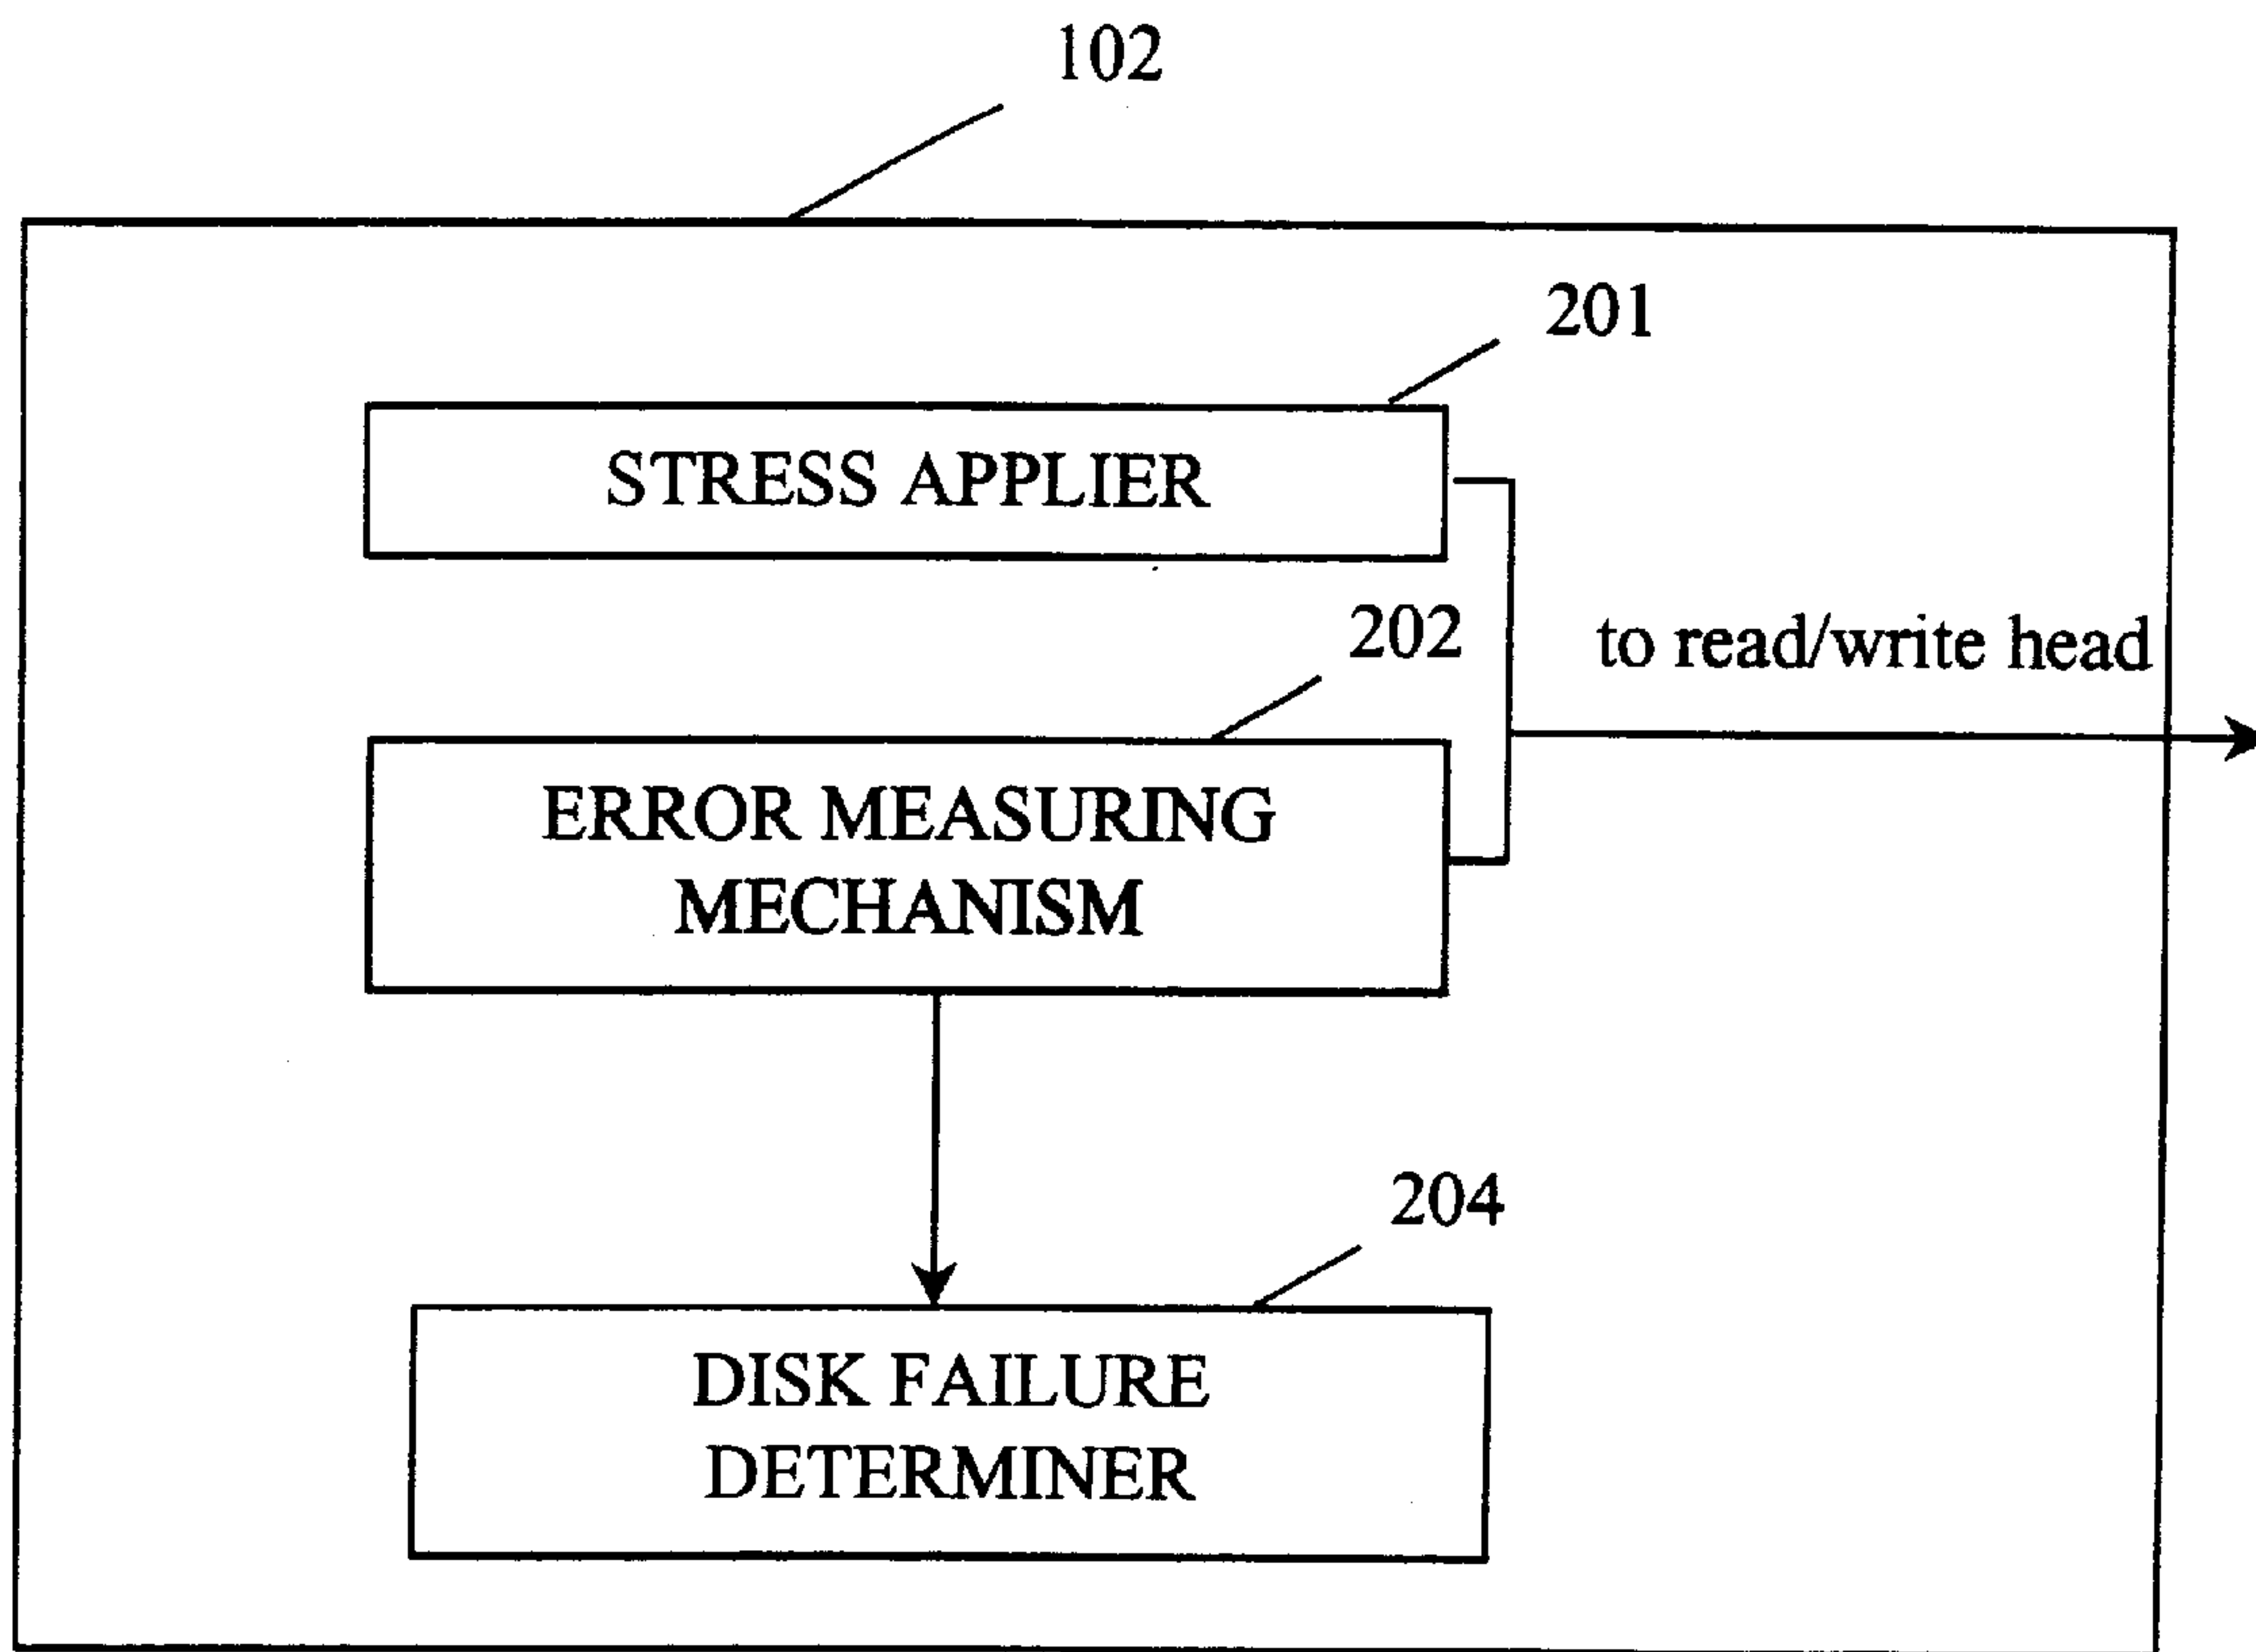 102
201
STRESS APPLIER
202
to read/write head
ERROR MEASURING
MECHANISM
204
DISK FAILURE
DETERMINER